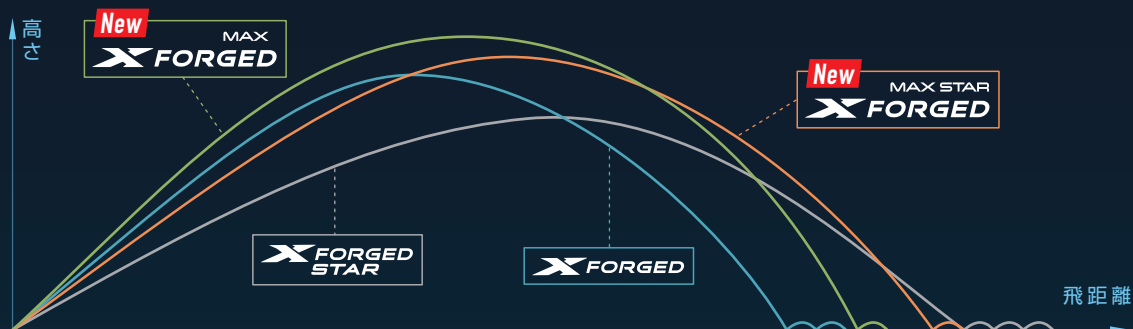 高さ
New
MAX
X FORGED
New
MAX STAR
X FORGED
X FORGED
STAR
X FORGED
飛距離